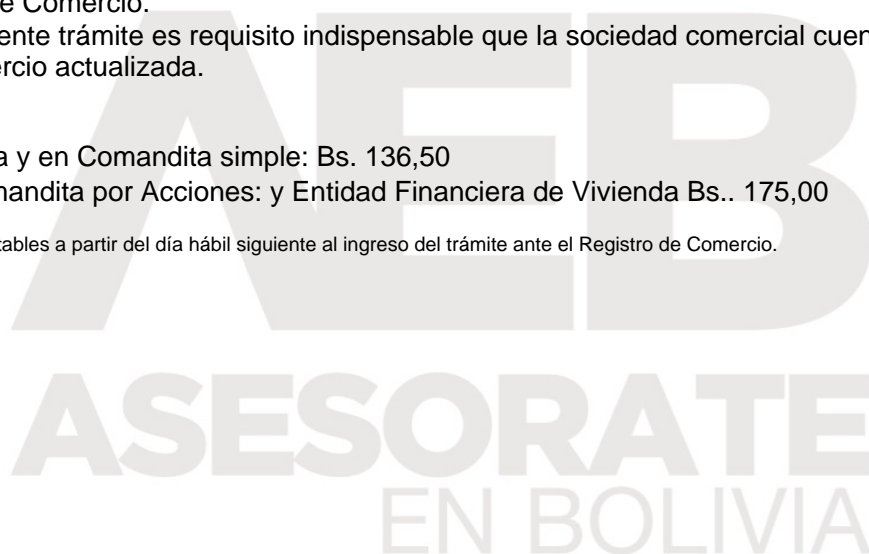 e Comercio.
ente trámite es requisito indispensable que la sociedad comercial cuen
rcio actualizada.
a y en Comandita simple: Bs. 136,50
nandita por Acciones: y Entidad Financiera de Vivienda Bs.. 175,00
tables a partir del día hábil siguiente al ingreso del trámite ante el Registro de Comercio.
AEB
ASESORATE
EN BOLIVIA